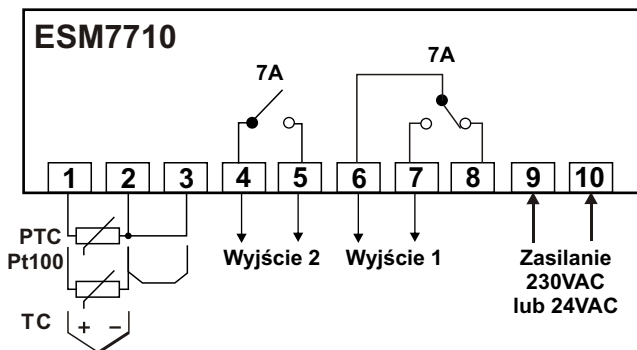 ESM7710
7A 7A
1 2 3 4 5 6 7 8 9 10
PTC
Pt100
TC + −
Wyjście 2
Wyjście 1
Zasilanie
230VAC
lub 24VAC